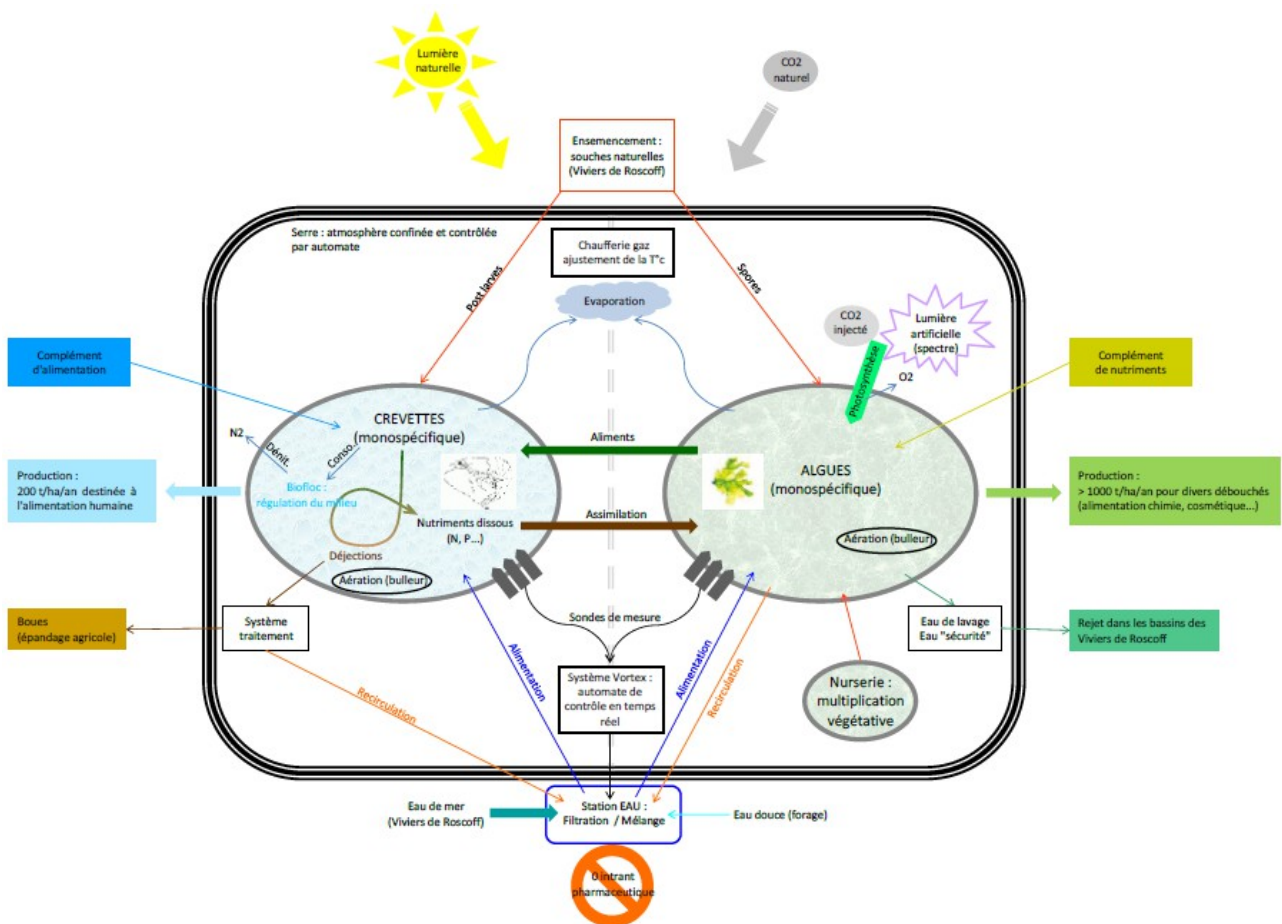 Lumière
naturelle
CO2
naturel
Ensemencement :
souches naturelles
(Viviers de Roscoff)
Serre : atmosphère confinée et contrôlée
par automate
Chaufferie gaz
ajustement de la T°c
Post larves
Spores
Evaporation
CO2
injecté
Lumière
artificielle
(spectre)
Photosynthèse
O2
Complément
d'alimentation
Complément
de nutriments
CREVETTES
(monospécifique)
N2
Dénit.
Conso..
Biofloc :
régulation du milieu
Aliments
ALGUES
(monospécifique)
Production :
200 t/ha/an destinée à
l'alimentation humaine
Production :
> 1000 t/ha/an pour divers débouchés
(alimentation chimie, cosmétique...)
Nutriments dissous
(N, P...)
Assimilation
Déjections
Aération (bulleur)
Aération (bulleur)
Boues
(épandage agricole)
Système
traitement
Sondes de mesure
Eau de lavage
Eau "sécurité"
Rejet dans les bassins des
Viviers de Roscoff
Recirculation
Alimentation
Système Vortex :
automate de
contrôle en temps
réel
Alimentation
Recirculation
Nurserie :
multiplication
végétative
Eau de mer
(Viviers de Roscoff)
Station EAU :
Filtration / Mélange
Eau douce (forage)
0 intrant
pharmaceutique